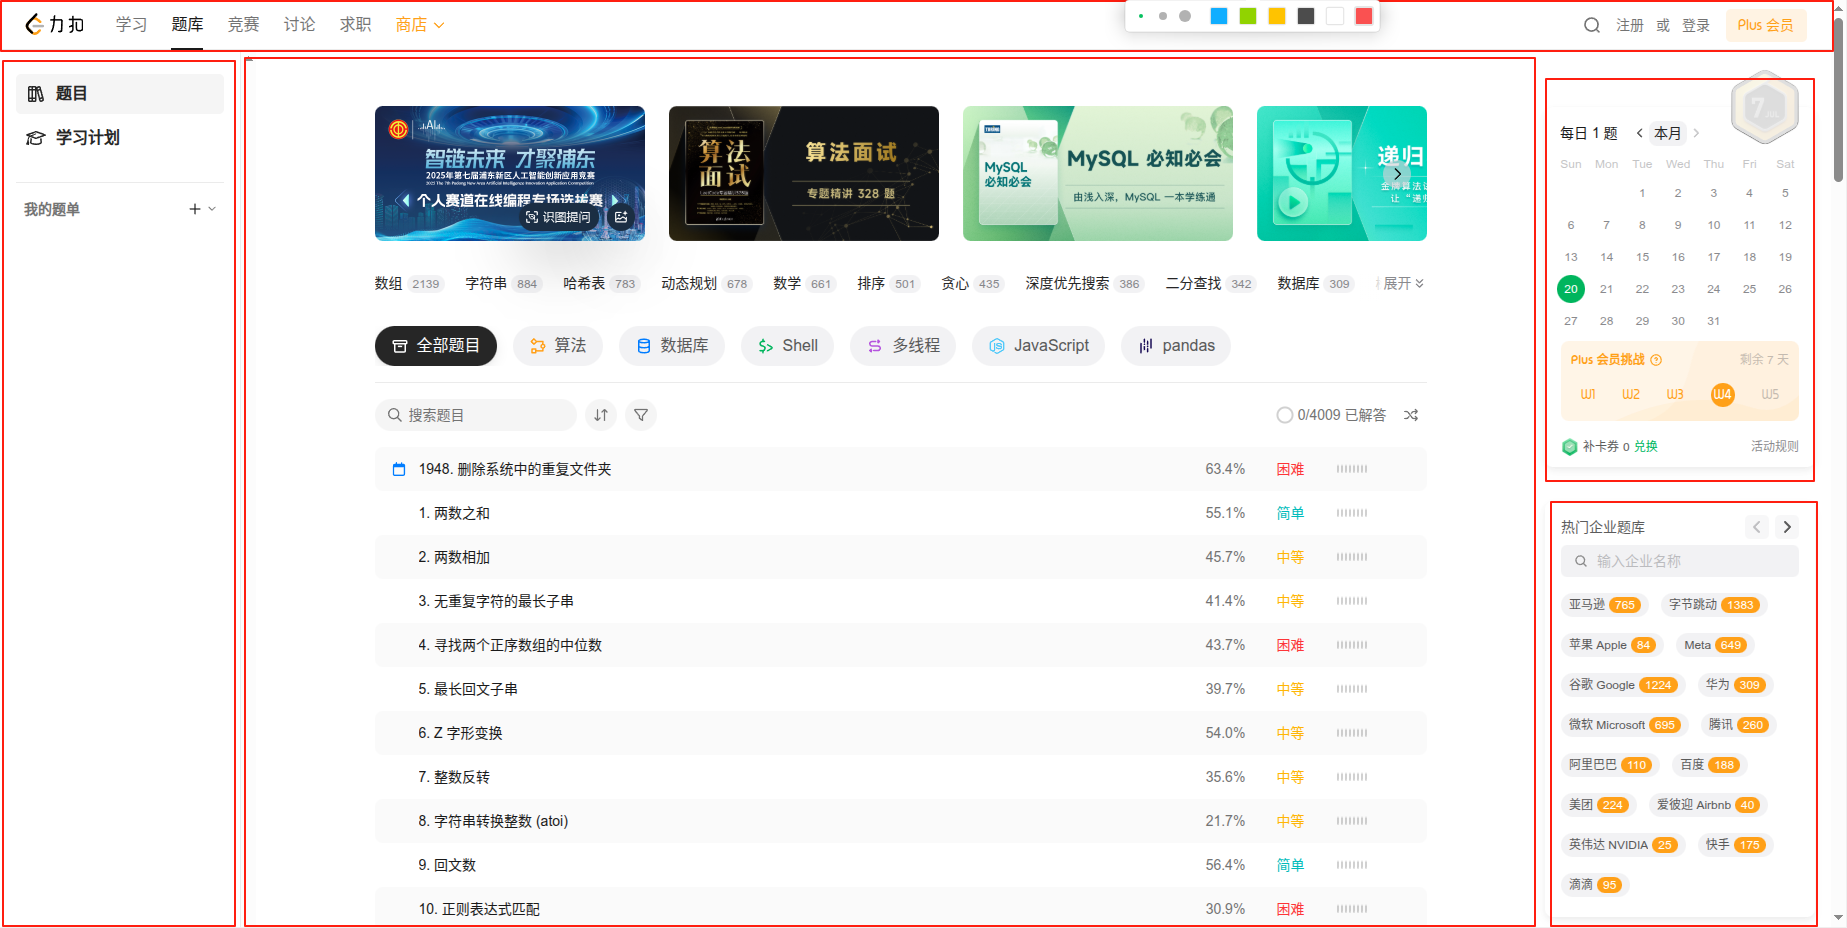 力扣 学习 题库 竞赛 讨论 求职 商店 注册 或 登录 Plus 会员
题目
学习计划
我的题单
AI
智链未来 才聚浦东
2025年第七届浦东新区人工智能创新应用竞赛
个人赛道在线编程专场选拔赛
识图提问
算法面试
算法面试
专题精讲 328 题
MySQL 必知必会
MySQL 必知必会
由浅入深，MySQL 一本学练通
递归
金牌算法
让 “递归
数组 2139 字符串 884 哈希表 783 动态规划 678 数学 661 排序 501 贪心 435 深度优先搜索 386 二分查找 342 数据库 309 展开
全部题目 算法 数据库 Shell 多线程 JavaScript pandas
搜索题目 0/4009 已解答
1948. 删除系统中的重复文件夹 63.4% 困难
1. 两数之和 55.1% 简单
2. 两数相加 45.7% 中等
3. 无重复字符的最长子串 41.4% 中等
4. 寻找两个正序数组的中位数 43.7% 困难
5. 最长回文子串 39.7% 中等
6. Z 字形变换 54.0% 中等
7. 整数反转 35.6% 中等
8. 字符串转换整数 (atoi) 21.7% 中等
9. 回文数 56.4% 简单
10. 正则表达式匹配 30.9% 困难
7
JUL
每日 1 题 本月
Sun Mon Tue Wed Thu Fri Sat
1 2 3 4 5
6 7 8 9 10 11 12
13 14 15 16 17 18 19
20 21 22 23 24 25 26
27 28 29 30 31
Plus 会员挑战 剩余 7 天
W1 W2 W3 W4 W5
补卡券 0 兑换 活动规则
热门企业题库
输入企业名称
亚马逊 765 字节跳动 1383
苹果 Apple 84 Meta 649
谷歌 Google 1224 华为 309
微软 Microsoft 695 腾讯 260
阿里巴巴 110 百度 188
美团 224 爱彼迎 Airbnb 40
英伟达 NVIDIA 25 快手 175
滴滴 95